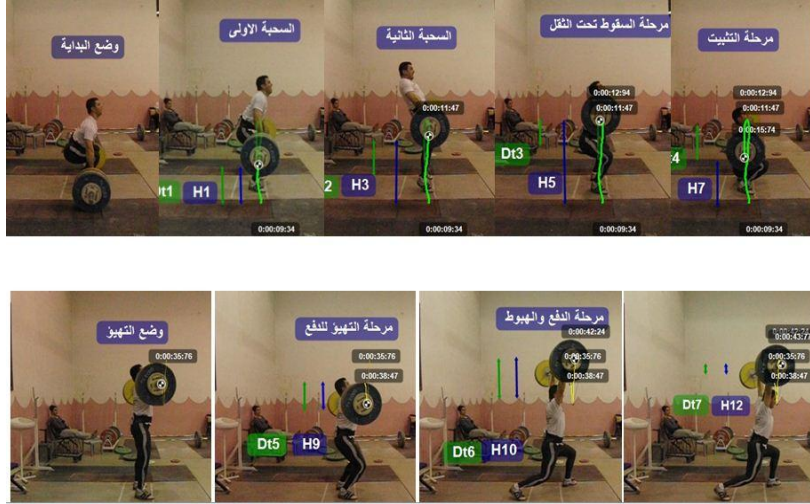 وضع البداية
السحبة الاولى
السحبة الثانية
مرحلة السقوط تحت الثقل
مرحلة التثبيت
0:00:11:47
0:00:12:94
0:00:11:47
0:00:12:94
0:00:11:47
0:00:15:74
H1
2 H3
Dt3
H5
H7
0:00:09:34
0:00:09:34
0:00:09:34
0:00:09:34
وضع التهيؤ
مرحلة التهيؤ للدفع
مرحلة الدفع والهبوط
0:00:35:76
0:00:35:76
0:00:38:47
0:00:42:24
0:00:35:76
0:00:38:47
0:00:35:76
0:00:38:47
Dt5 H9
Dt6 H10
Dt7 H12